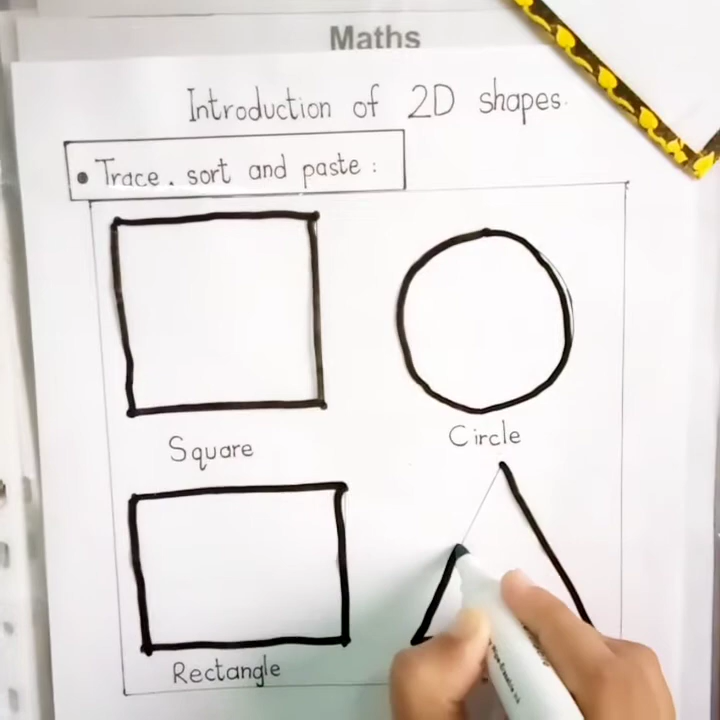 Maths
Introduction of 2D shapes.
• Trace. sort and paste :
Square
Circle
Rectangle